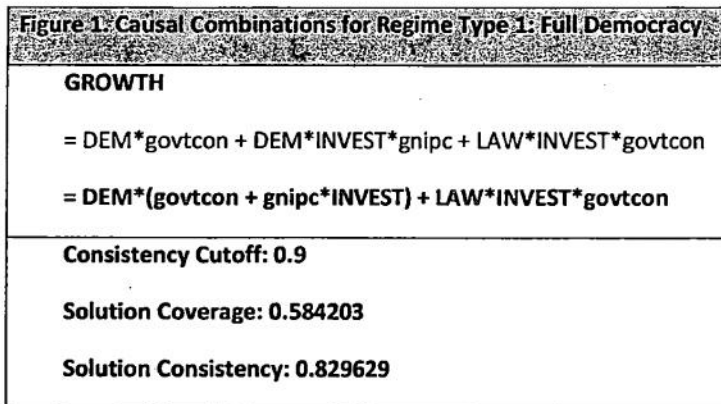 Figure 1: Causal Combinations for Regime Type 1: Full Democracy
GROWTH
= DEM*govtcon + DEM*INVEST*gnipc + LAW*INVEST*govtcon
= DEM*(govtcon + gnipc*INVEST) + LAW*INVEST*govtcon
Consistency Cutoff: 0.9
Solution Coverage: 0.584203
Solution Consistency: 0.829629